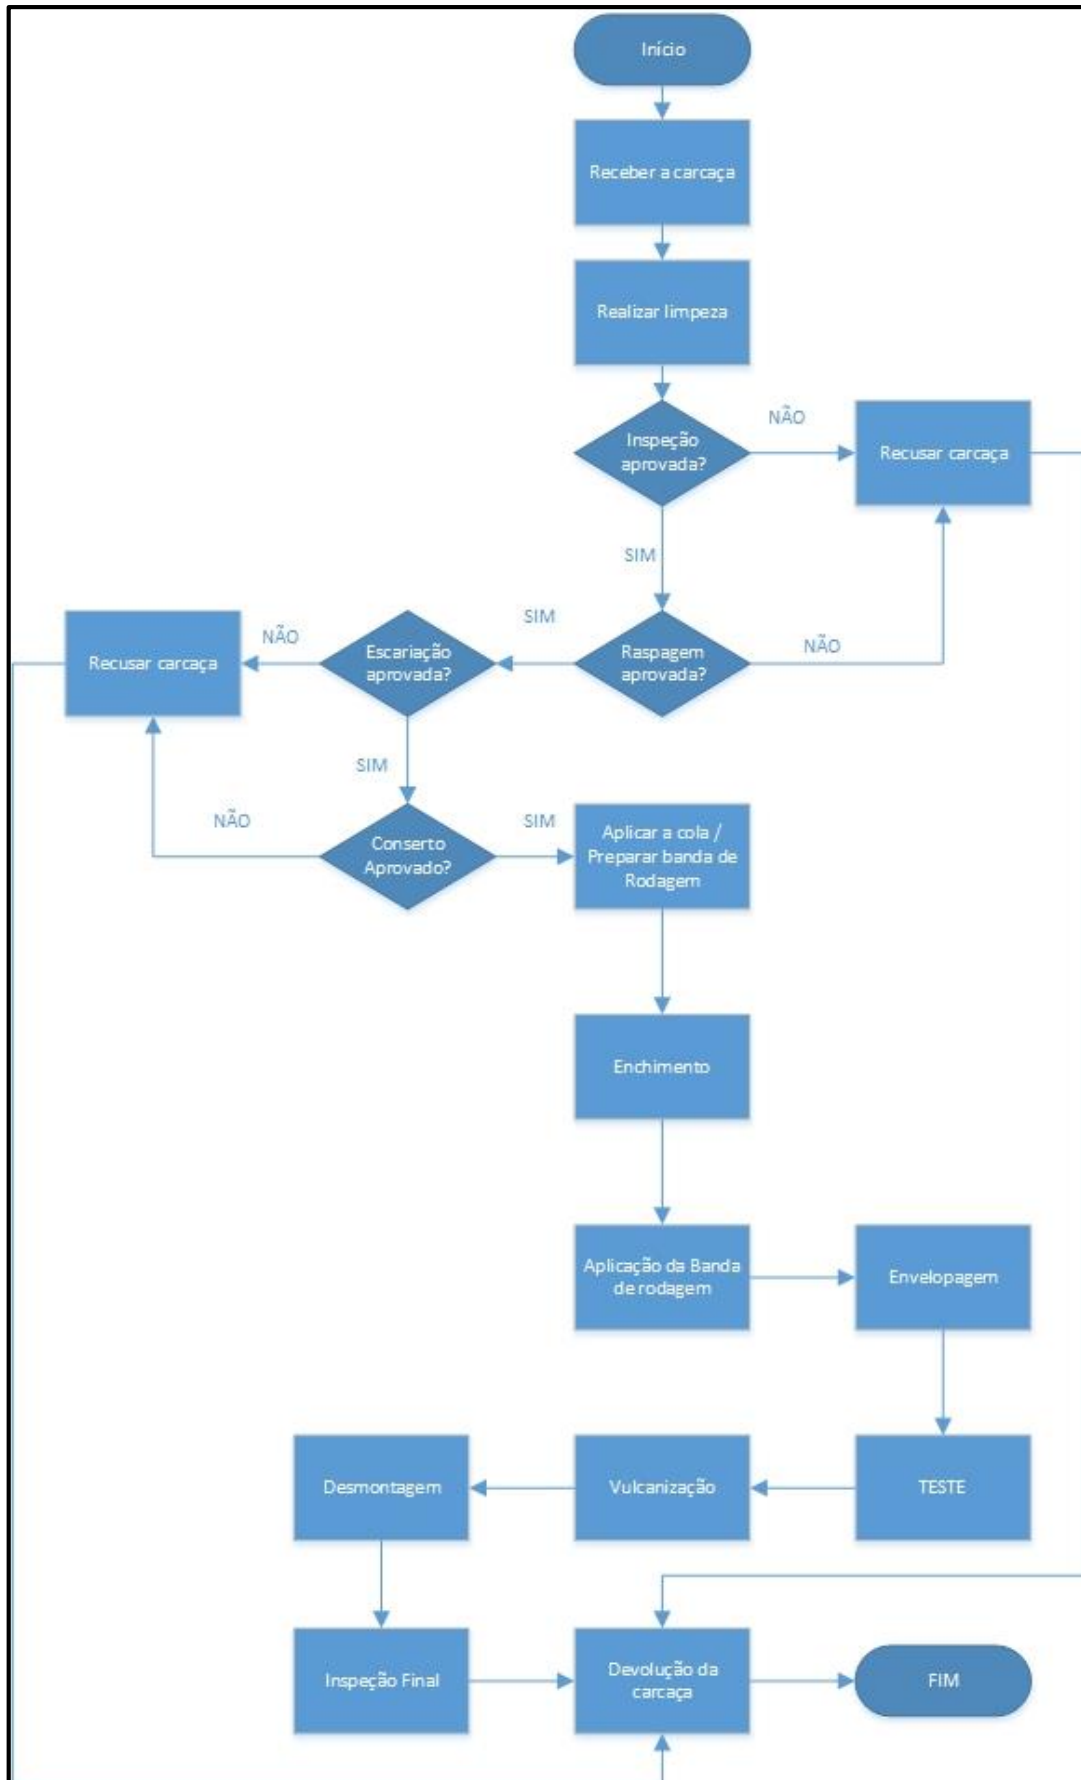 Início
Receber a carcaça
Realizar limpeza
Inspeção
aprovada?
NÃO
Recusar carcaça
SIM
Raspagem
aprovada?
NÃO
SIM
Escariação
aprovada?
NÃO
Recusar carcaça
SIM
Conserto
Aprovado?
NÃO
SIM
Aplicar a cola /
Preparar banda de
Rodagem
Enchimento
Aplicação da Banda
de rodagem
Envelopagem
TESTE
Vulcanização
Desmontagem
Inspeção Final
Devolução da
carcaça
FIM